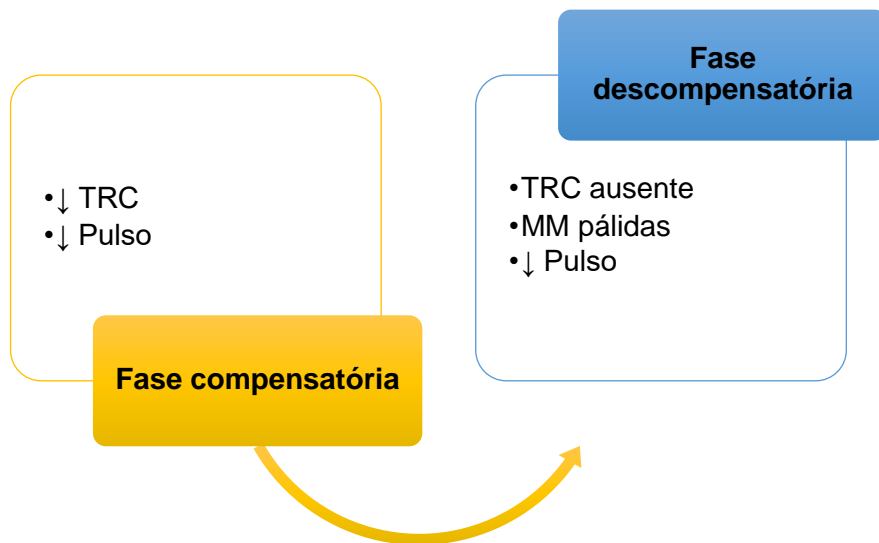 •↓ TRC
•↓ Pulso
Fase compensatória
Fase
descompensatória
•TRC ausente
•MM pálidas
•↓ Pulso